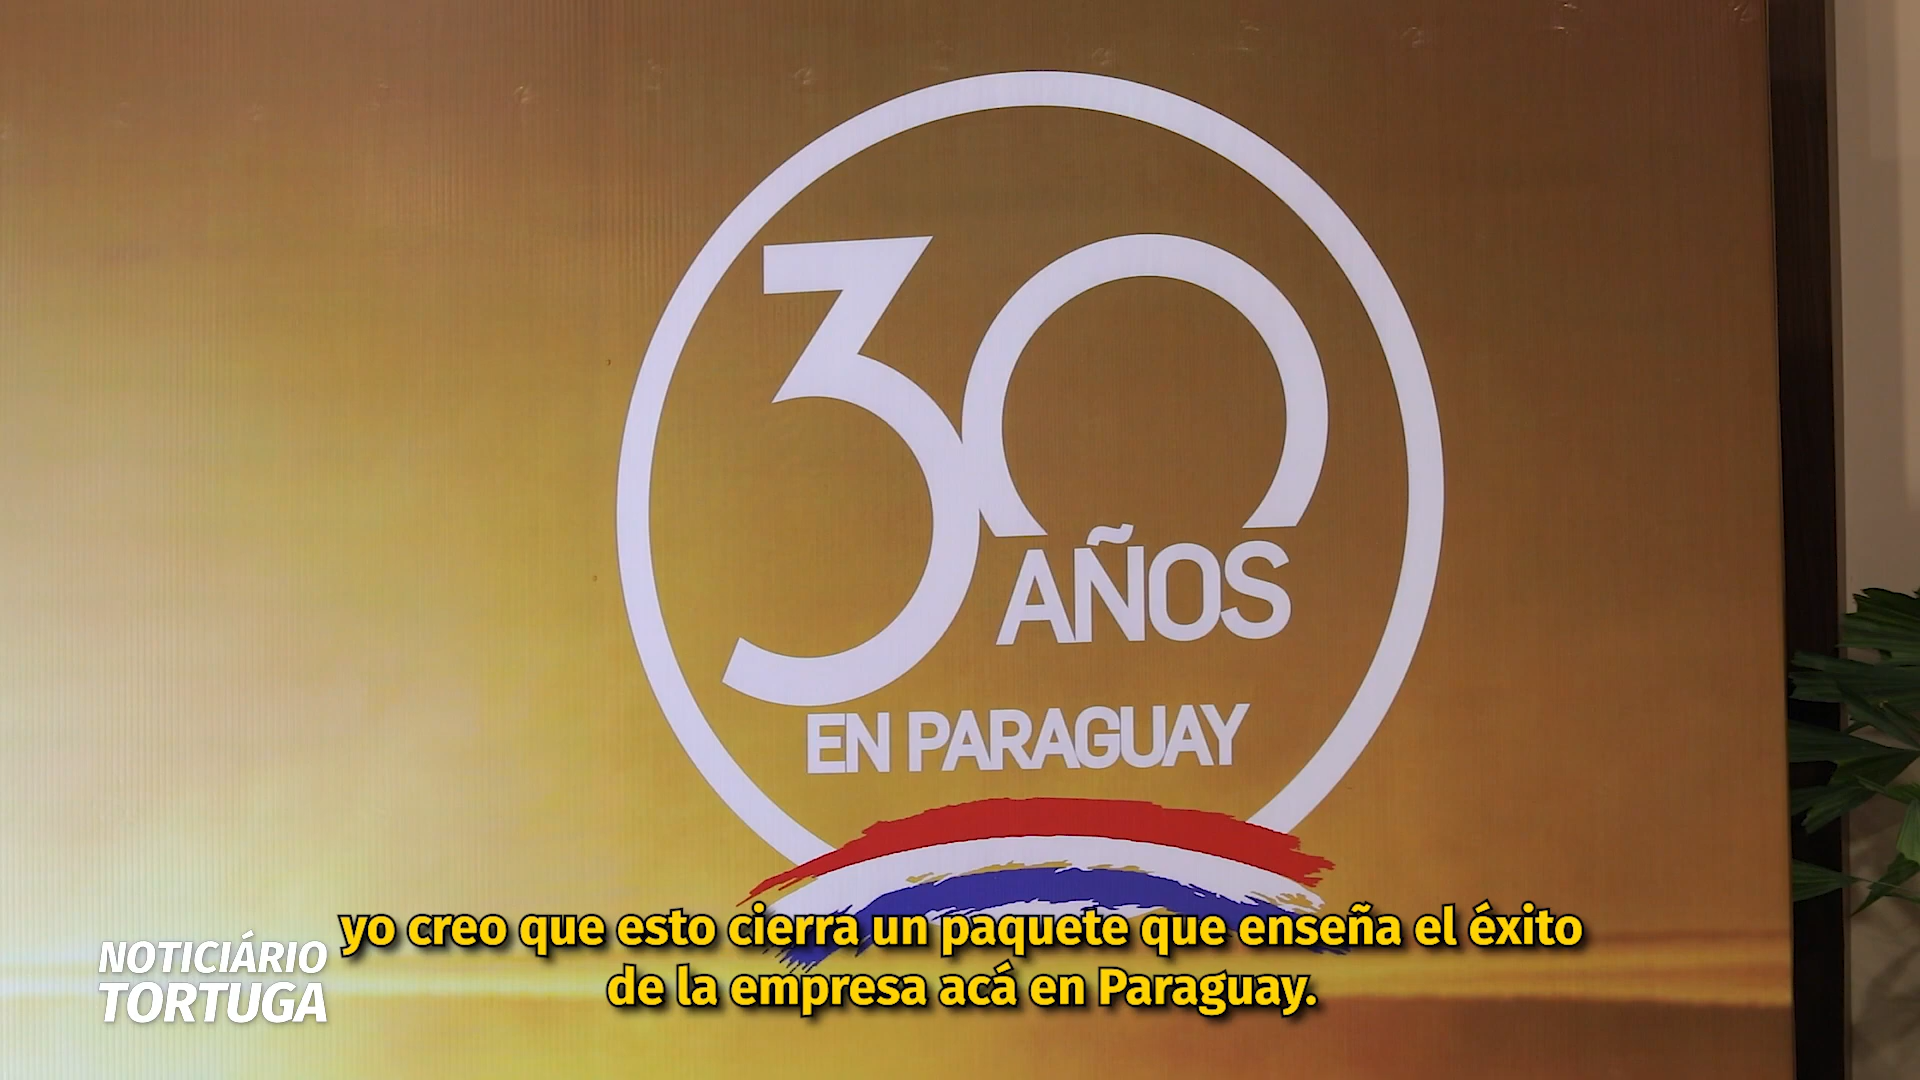 30
AÑOS
EN PARAGUAY
yo creo que esto cierra un paquete que enseña el éxito
de la empresa acá en Paraguay.
NOTICIÁRIO
TORTUGA